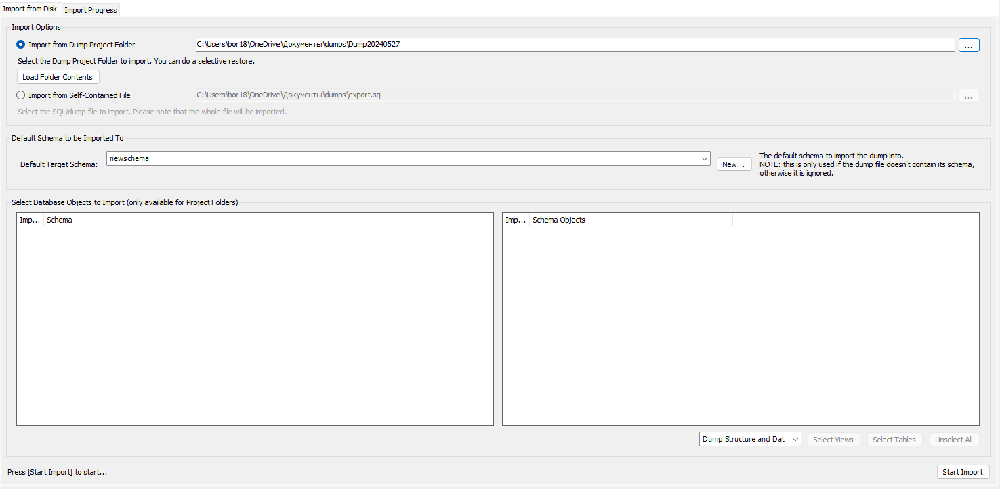 Import from Disk
Import Progress
Import Options
Import from Dump Project Folder
C:\Users\bor18\OneDrive\Документы\dumps\Dump20240527
...
Select the Dump Project Folder to import. You can do a selective restore.
Load Folder Contents
Import from Self-Contained File
C:\Users\bor18\OneDrive\Документы\dumps\export.sql
...
Select the SQL/dump file to import. Please note that the whole file will be imported.
Default Schema to be Imported To
Default Target Schema:
newschema
New...
The default schema to import the dump into.
NOTE: this is only used if the dump file doesn't contain its schema,
otherwise it is ignored.
Select Database Objects to Import (only available for Project Folders)
Imp...
Schema
Imp...
Schema Objects
Dump Structure and Dat
Select Views
Select Tables
Unselect All
Press [Start Import] to start...
Start Import